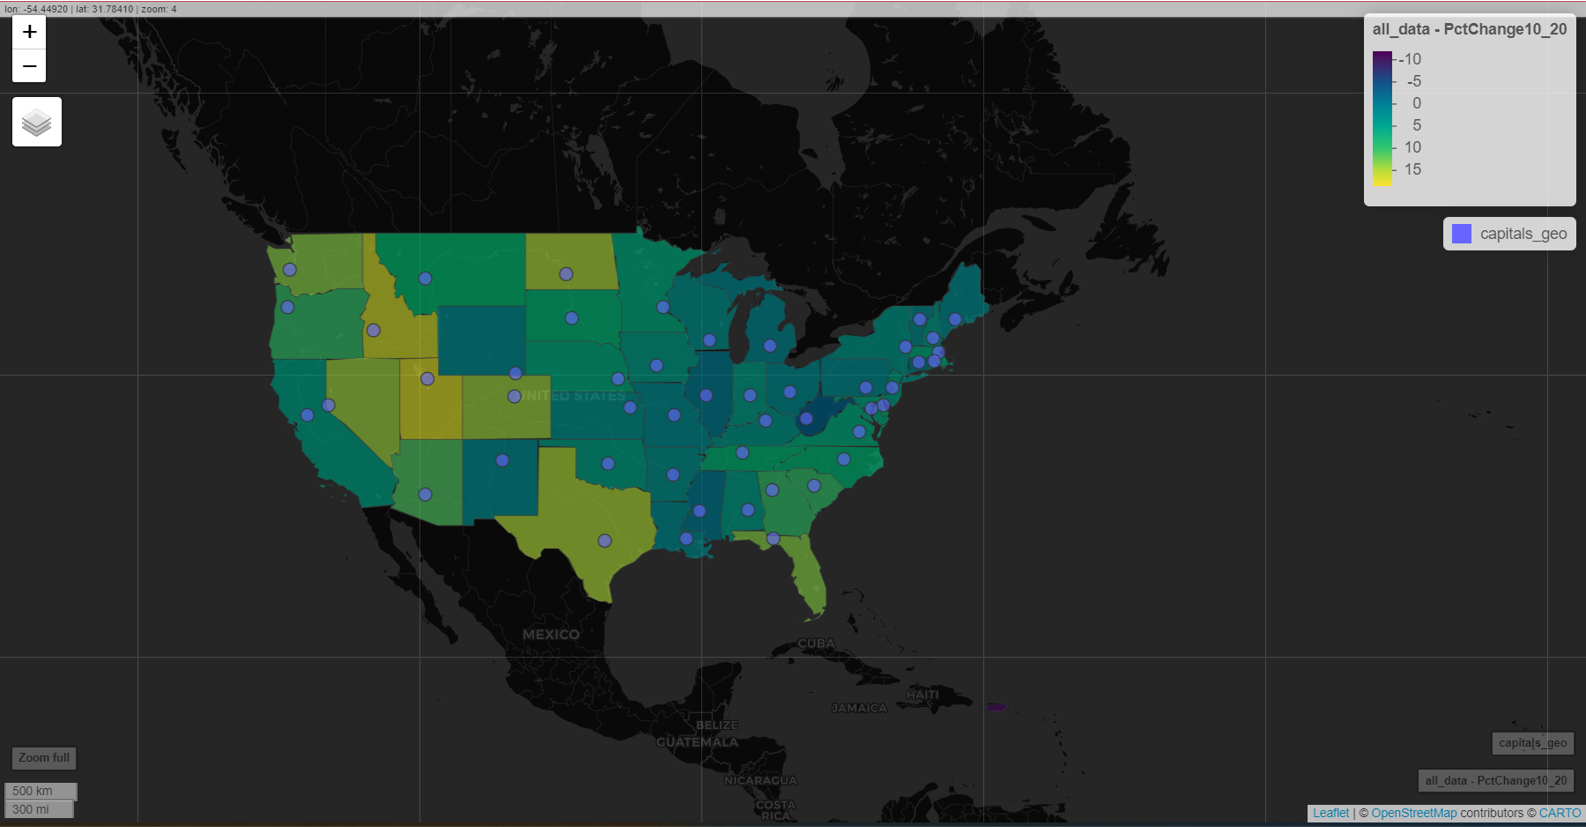 lon: -54.44920 | lat: 31.78410 | zoom: 4
+
−
all_data - PctChange10_20
-10
-5
0
5
10
15
capitals_geo
UNITED STATES
MEXICO
CUBA
HAITI
JAMAICA
BELIZE
GUATEMALA
NICARAGUA
COSTA
RICA
capitals_geo
Zoom full
all_data - PctChange10_20
500 km
300 mi
Leaflet | © OpenStreetMap contributors © CARTO